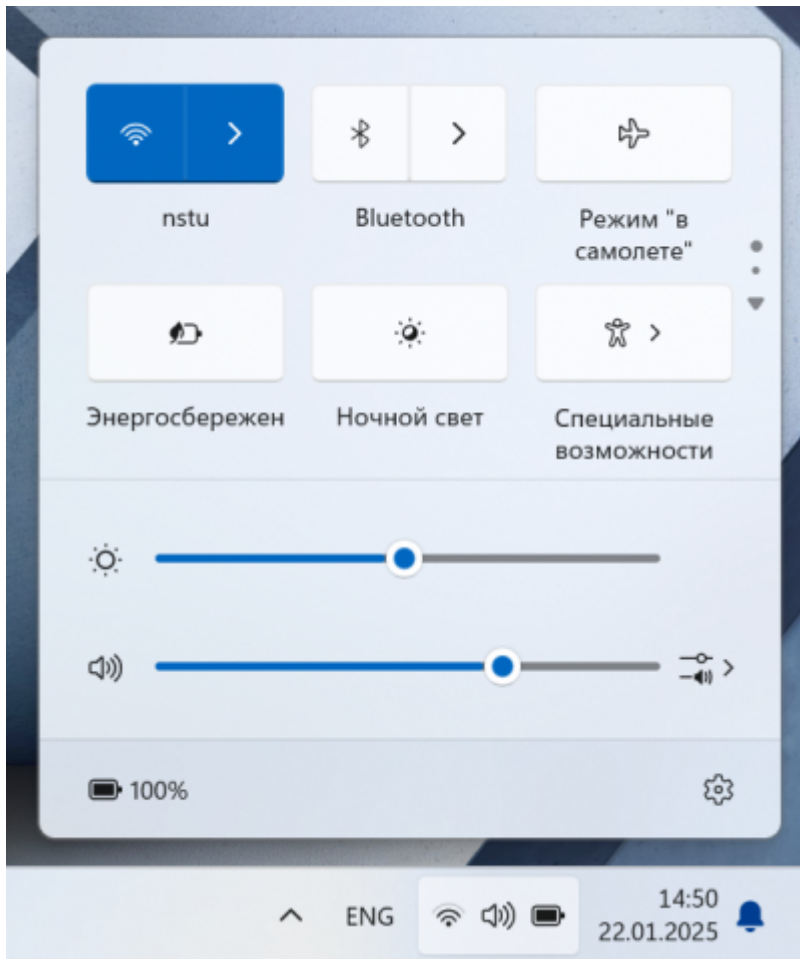 nstu
Bluetooth
Режим "в
самолете"
Энергосбережен
Ночной свет
Специальные
возможности
100%
ENG
14:50
22.01.2025